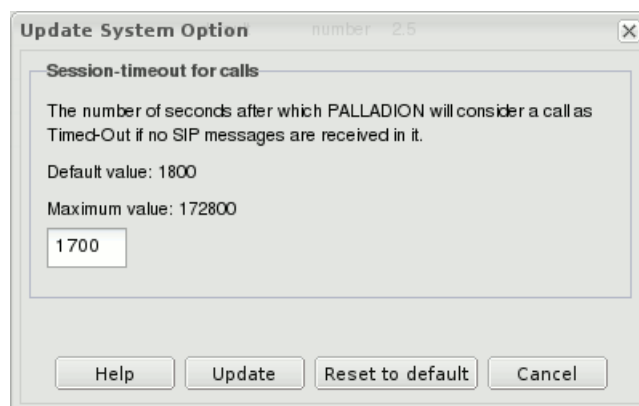 Update System Option
number 2.5
Session-timeout for calls
The number of seconds after which PALLADION will consider a call as
Timed-Out if no SIP messages are received in it.
Default value: 1800
Maximum value: 172800
1700
Help
Update
Reset to default
Cancel